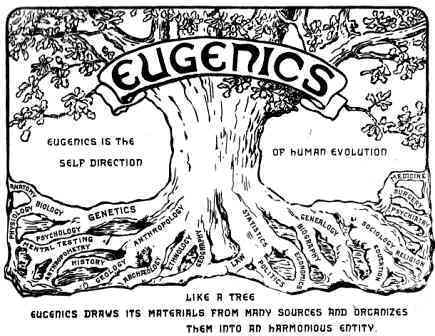 EUGENICS
EUGENICS IS THE
SELF DIRECTION
OF HUMAN EVOLUTION
ANATOMY
PHYSIOLOGY
BIOLOGY
PSYCHOLOGY
MENTAL TESTING
ANTHROPOMETRY
HISTORY
GENETICS
GEOLOGY
ANTHROPOLOGY
ARCHAEOLOGY
ETHNOLOGY
GEOGRAPHY
LAW
STATISTICS
POLITICS
ECONOMICS
BIOGRAPHY
GENEALOGY
EDUCATION
SOCIOLOGY
RELIGION
PSYCHIATRY
SURGERY
MEDICINE
LIKE A TREE
EUGENICS DRAWS ITS MATERIALS FROM MANY SOURCES AND ORGANIZES
THEM INTO AN HARMONIOUS ENTITY.